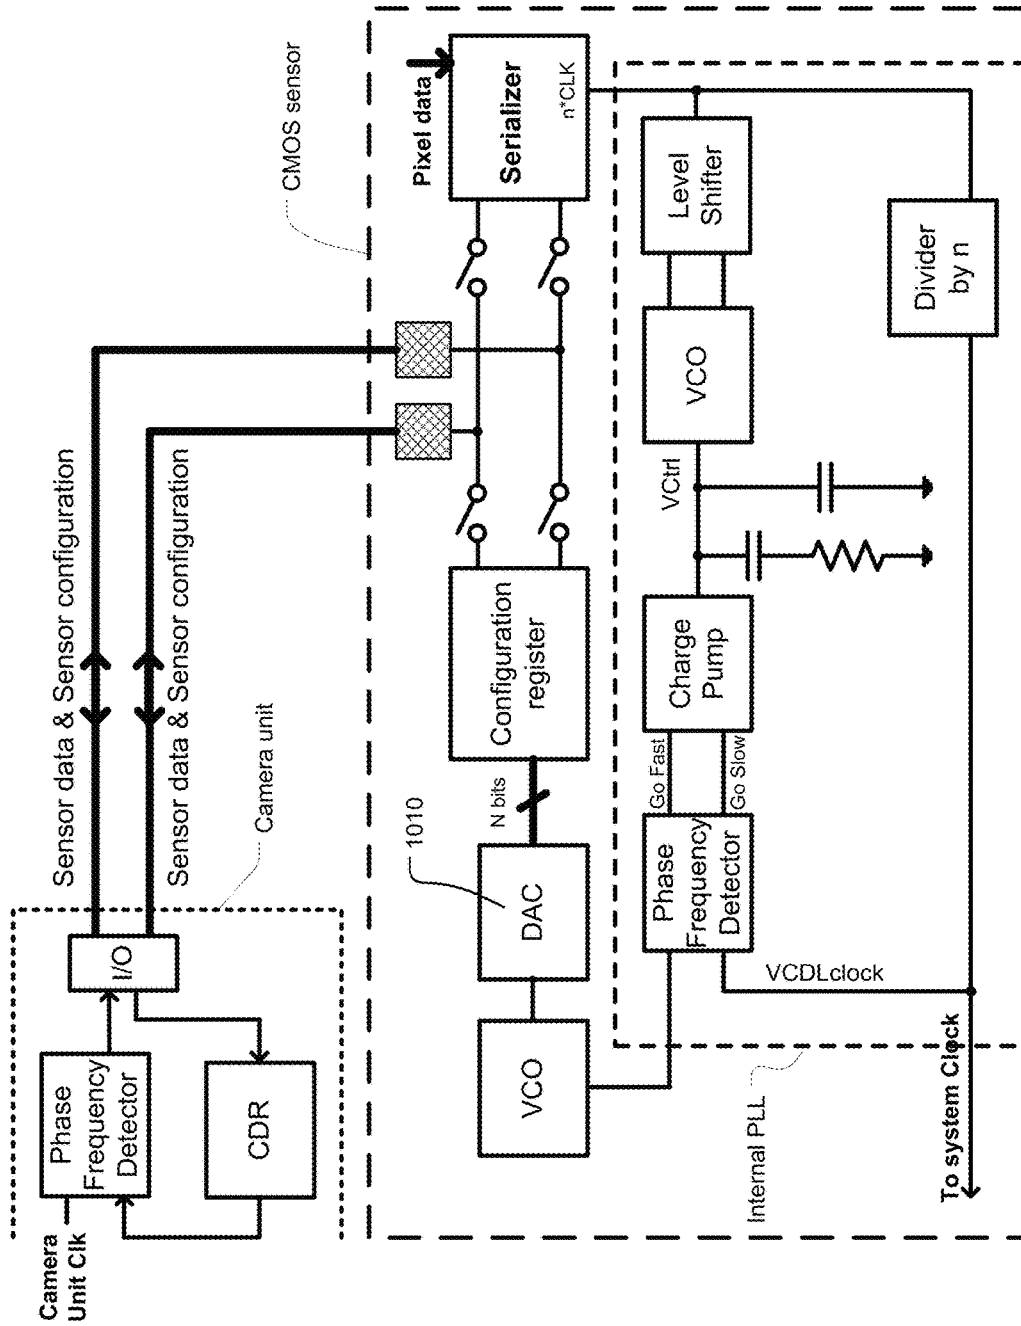 Camera
Unit Clk
Phase
Frequency
Detector
CDR
I/O
Sensor data & Sensor configuration
Sensor data & Sensor configuration
Camera unit
CMOS sensor
VCO
DAC
1010
N bits
Configuration
register
Pixel data
Serializer
n*CLK
Internal PLL
Phase
Frequency
Detector
Go Fast
Go Slow
Charge
Pump
VCtrl
VCO
Level
Shifter
VCDLclock
Divider
by n
To system Clock